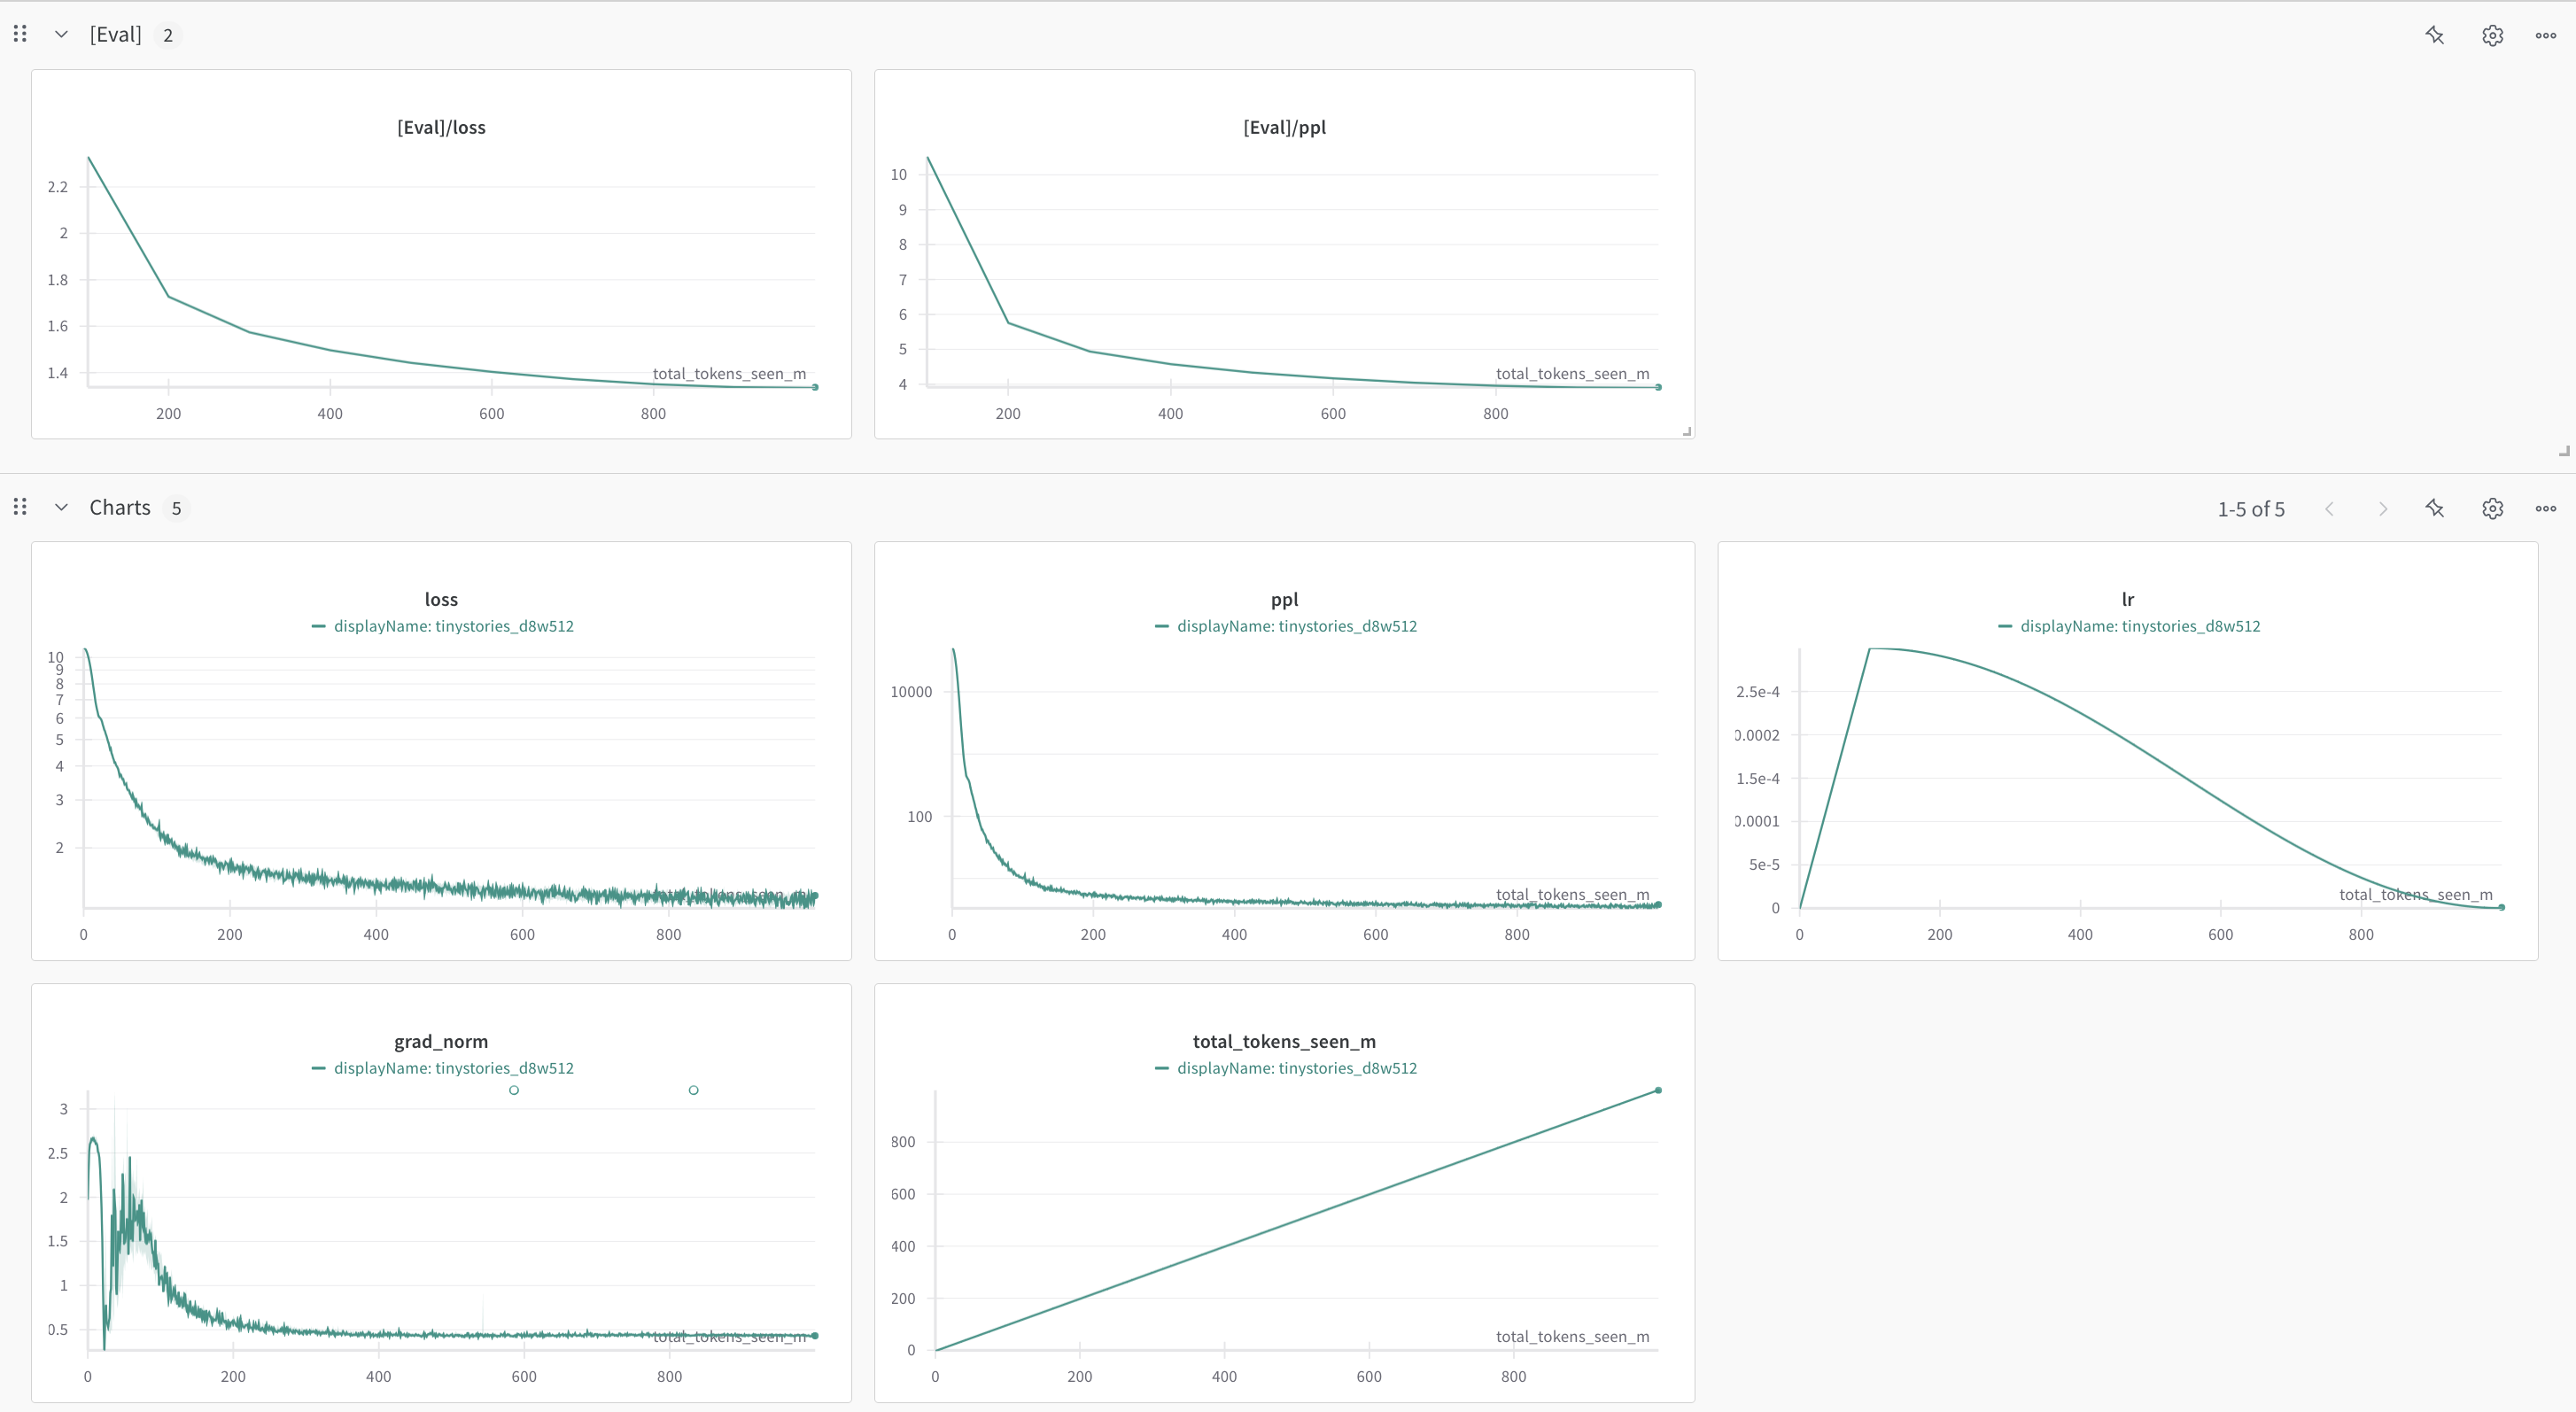 [Eval] 2
[Eval]/loss
2.2
2
1.8
1.6
1.4
total_tokens_seen_m
200 400 600 800
[Eval]/ppl
10
9
8
7
6
5
4
total_tokens_seen_m
200 400 600 800
Charts 5
1-5 of 5
loss
displayName: tinystories_d8w512
10
9
8
7
6
5
4
3
2
total_tokens_seen_m
0 200 400 600 800
ppl
displayName: tinystories_d8w512
10000
100
total_tokens_seen_m
0 200 400 600 800
lr
displayName: tinystories_d8w512
2.5e-4
0.0002
1.5e-4
0.0001
5e-5
0
total_tokens_seen_m
0 200 400 600 800
grad_norm
displayName: tinystories_d8w512
3
2.5
2
1.5
1
0.5
total_tokens_seen_m
0 200 400 600 800
total_tokens_seen_m
displayName: tinystories_d8w512
800
600
400
200
0
total_tokens_seen_m
0 200 400 600 800